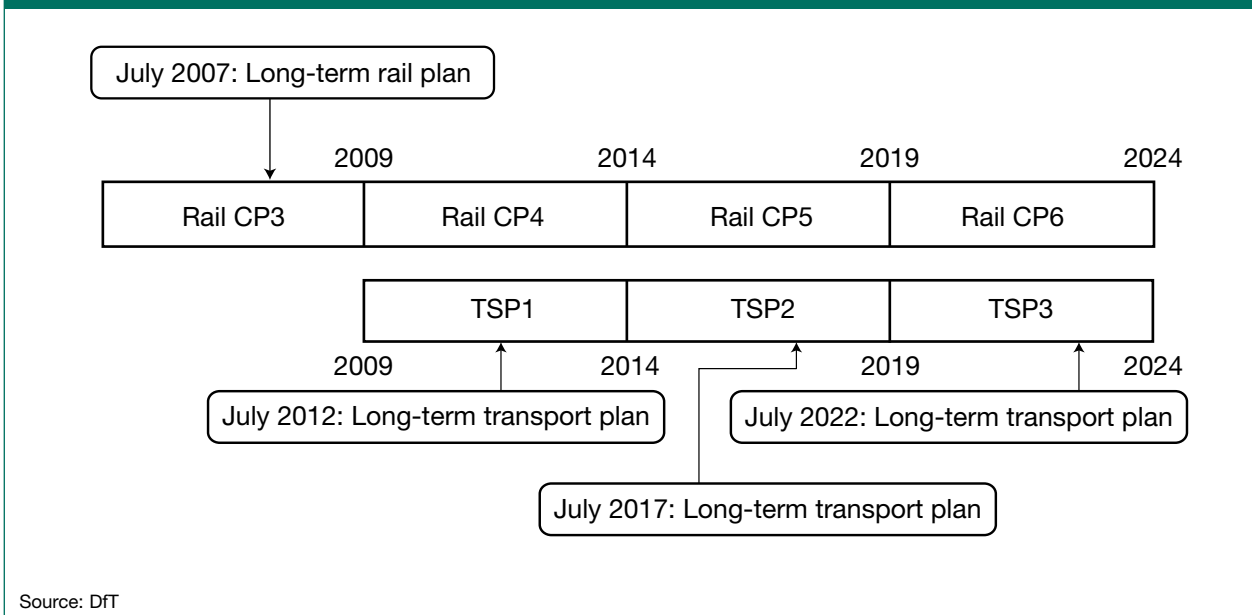 July 2007: Long-term rail plan
2009 2014 2019 2024
Rail CP3 Rail CP4 Rail CP5 Rail CP6
TSP1 TSP2 TSP3
2009 2014 2019 2024
July 2012: Long-term transport plan July 2022: Long-term transport plan
July 2017: Long-term transport plan
Source: DfT